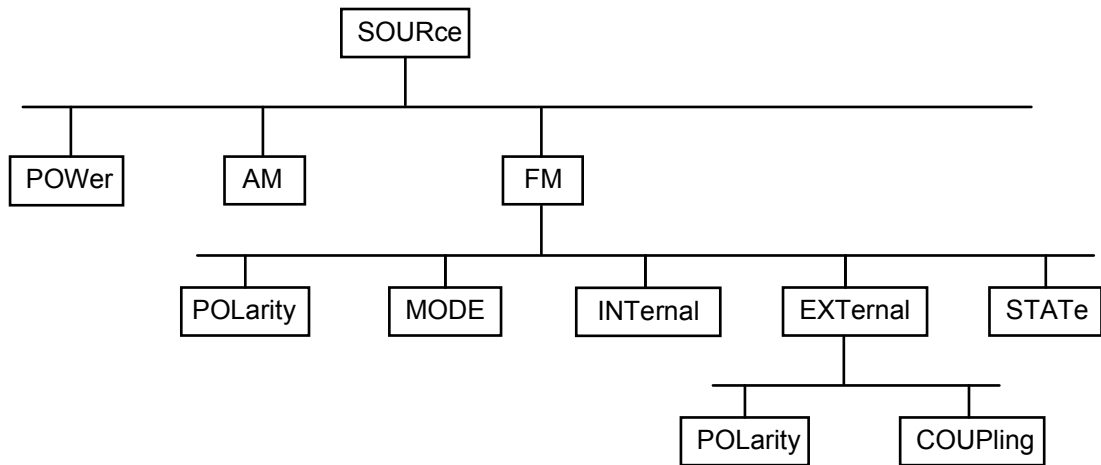 SOURce
POWer
AM
FM
POLarity
MODE
INTernal
EXTernal
STATe
POLarity
COUPling